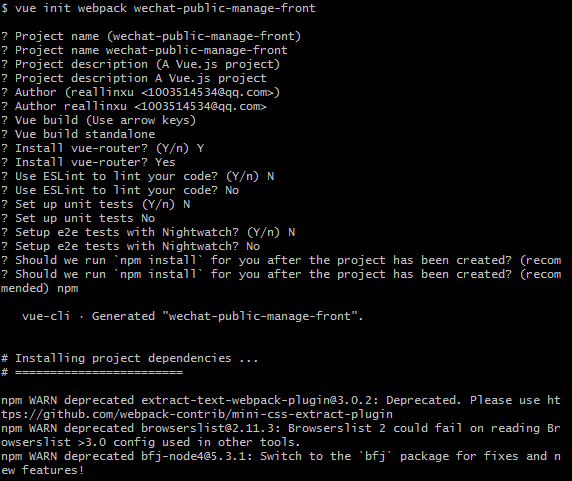 $ vue init webpack wechat-public-manage-front
? Project name (wechat-public-manage-front)
? Project name wechat-public-manage-front
? Project description (A Vue.js project)
? Project description A Vue.js project
? Author (reallinxu <1003514534@qq.com>)
? Author reallinxu <1003514534@qq.com>
? Vue build (Use arrow keys)
? Vue build standalone
? Install vue-router? (Y/n) Y
? Install vue-router? Yes
? Use ESLint to lint your code? (Y/n) N
? Use ESLint to lint your code? No
? Set up unit tests (Y/n) N
? Set up unit tests No
? Setup e2e tests with Nightwatch? (Y/n) N
? Setup e2e tests with Nightwatch? No
? Should we run `npm install` for you after the project has been created? (recom
? Should we run `npm install` for you after the project has been created? (recom
mended) npm
vue-cli · Generated "wechat-public-manage-front".
# Installing project dependencies ...
# ========================
npm WARN deprecated extract-text-webpack-plugin@3.0.2: Deprecated. Please use ht
tps://github.com/webpack-contrib/mini-css-extract-plugin
npm WARN deprecated browserslist@2.11.3: Browserslist 2 could fail on reading Br
owserslist >3.0 config used in other tools.
npm WARN deprecated bfj-node4@5.3.1: Switch to the `bfj` package for fixes and n
ew features!